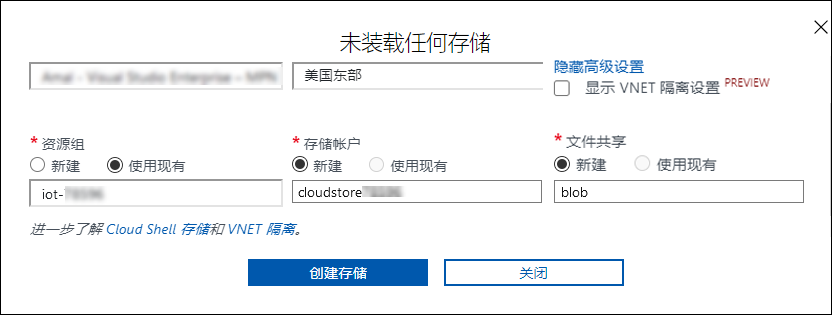 未装载任何存储
美国东部
隐藏高级设置
显示 VNET 隔离设置 PREVIEW
* 资源组
新建 使用现有
iot-
* 存储帐户
新建 使用现有
cloudstore
* 文件共享
新建 使用现有
blob
进一步了解 Cloud Shell 存储和 VNET 隔离。
创建存储 关闭